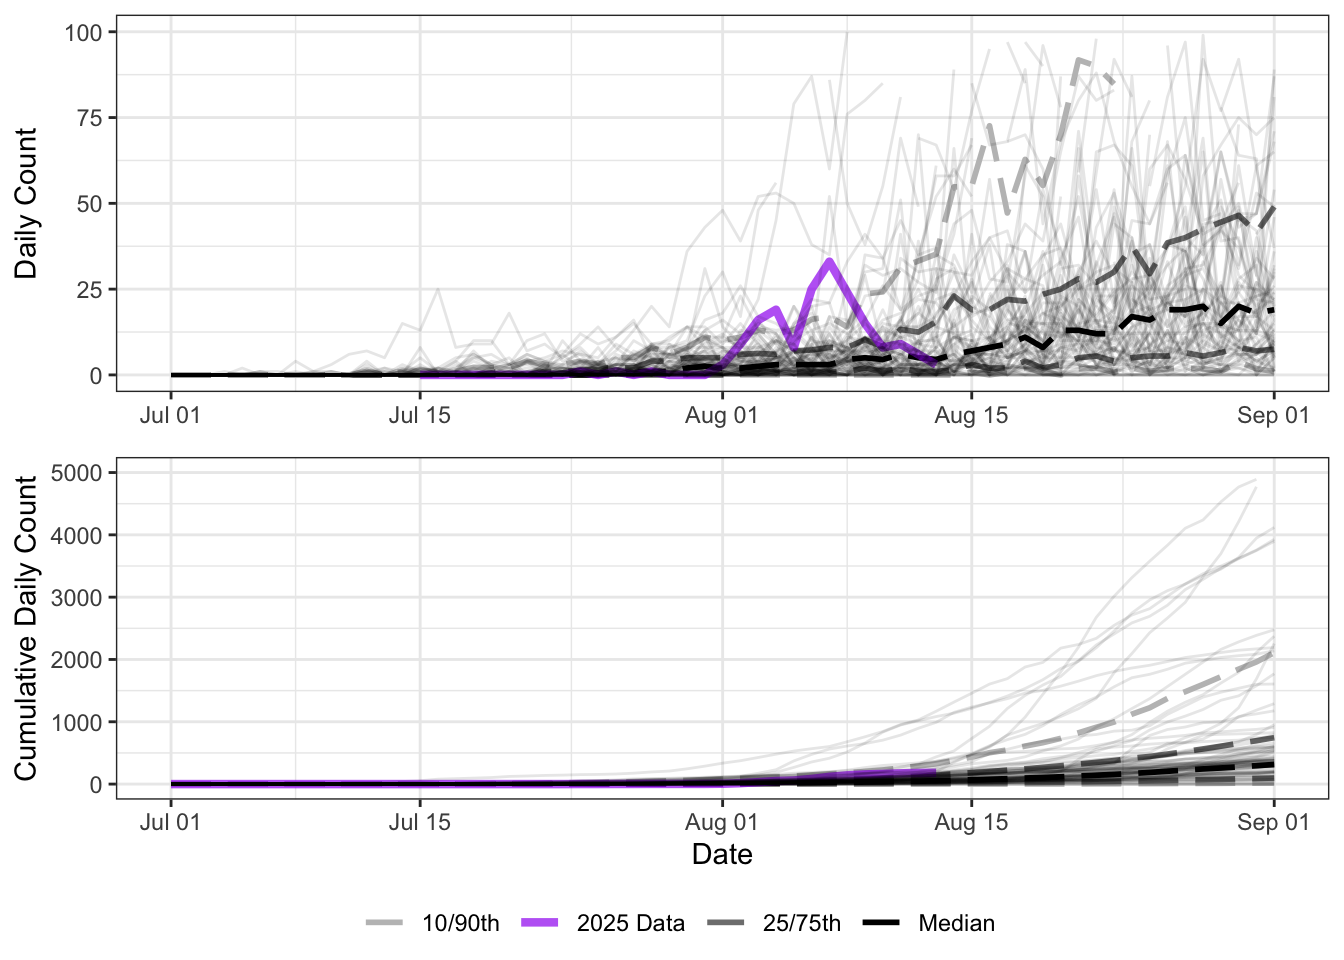 Daily Count
100
75
50
25
0
Jul 01 Jul 15 Aug 01 Aug 15 Sep 01
Cumulative Daily Count
5000
4000
3000
2000
1000
0
Jul 01 Jul 15 Aug 01 Aug 15 Sep 01
Date
10/90th 2025 Data 25/75th Median